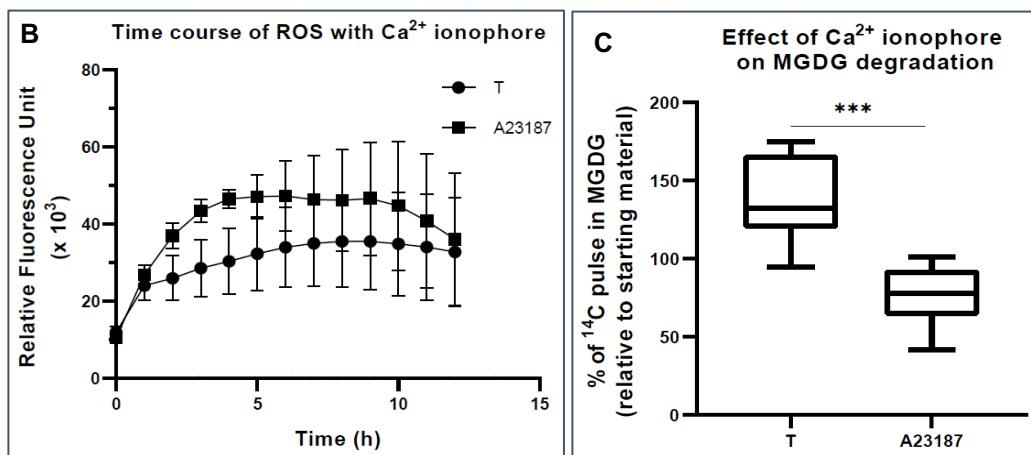 B
Time course of ROS with Ca²⁺ ionophore
T
A23187
Relative Fluorescence Unit
(x 10³)
80
60
40
20
0
0
5
10
15
Time (h)
C
Effect of Ca²⁺ ionophore
on MGDG degradation
% of ¹⁴C pulse in MGDG
(relative to starting material)
200
150
100
50
0
***
T
A23187